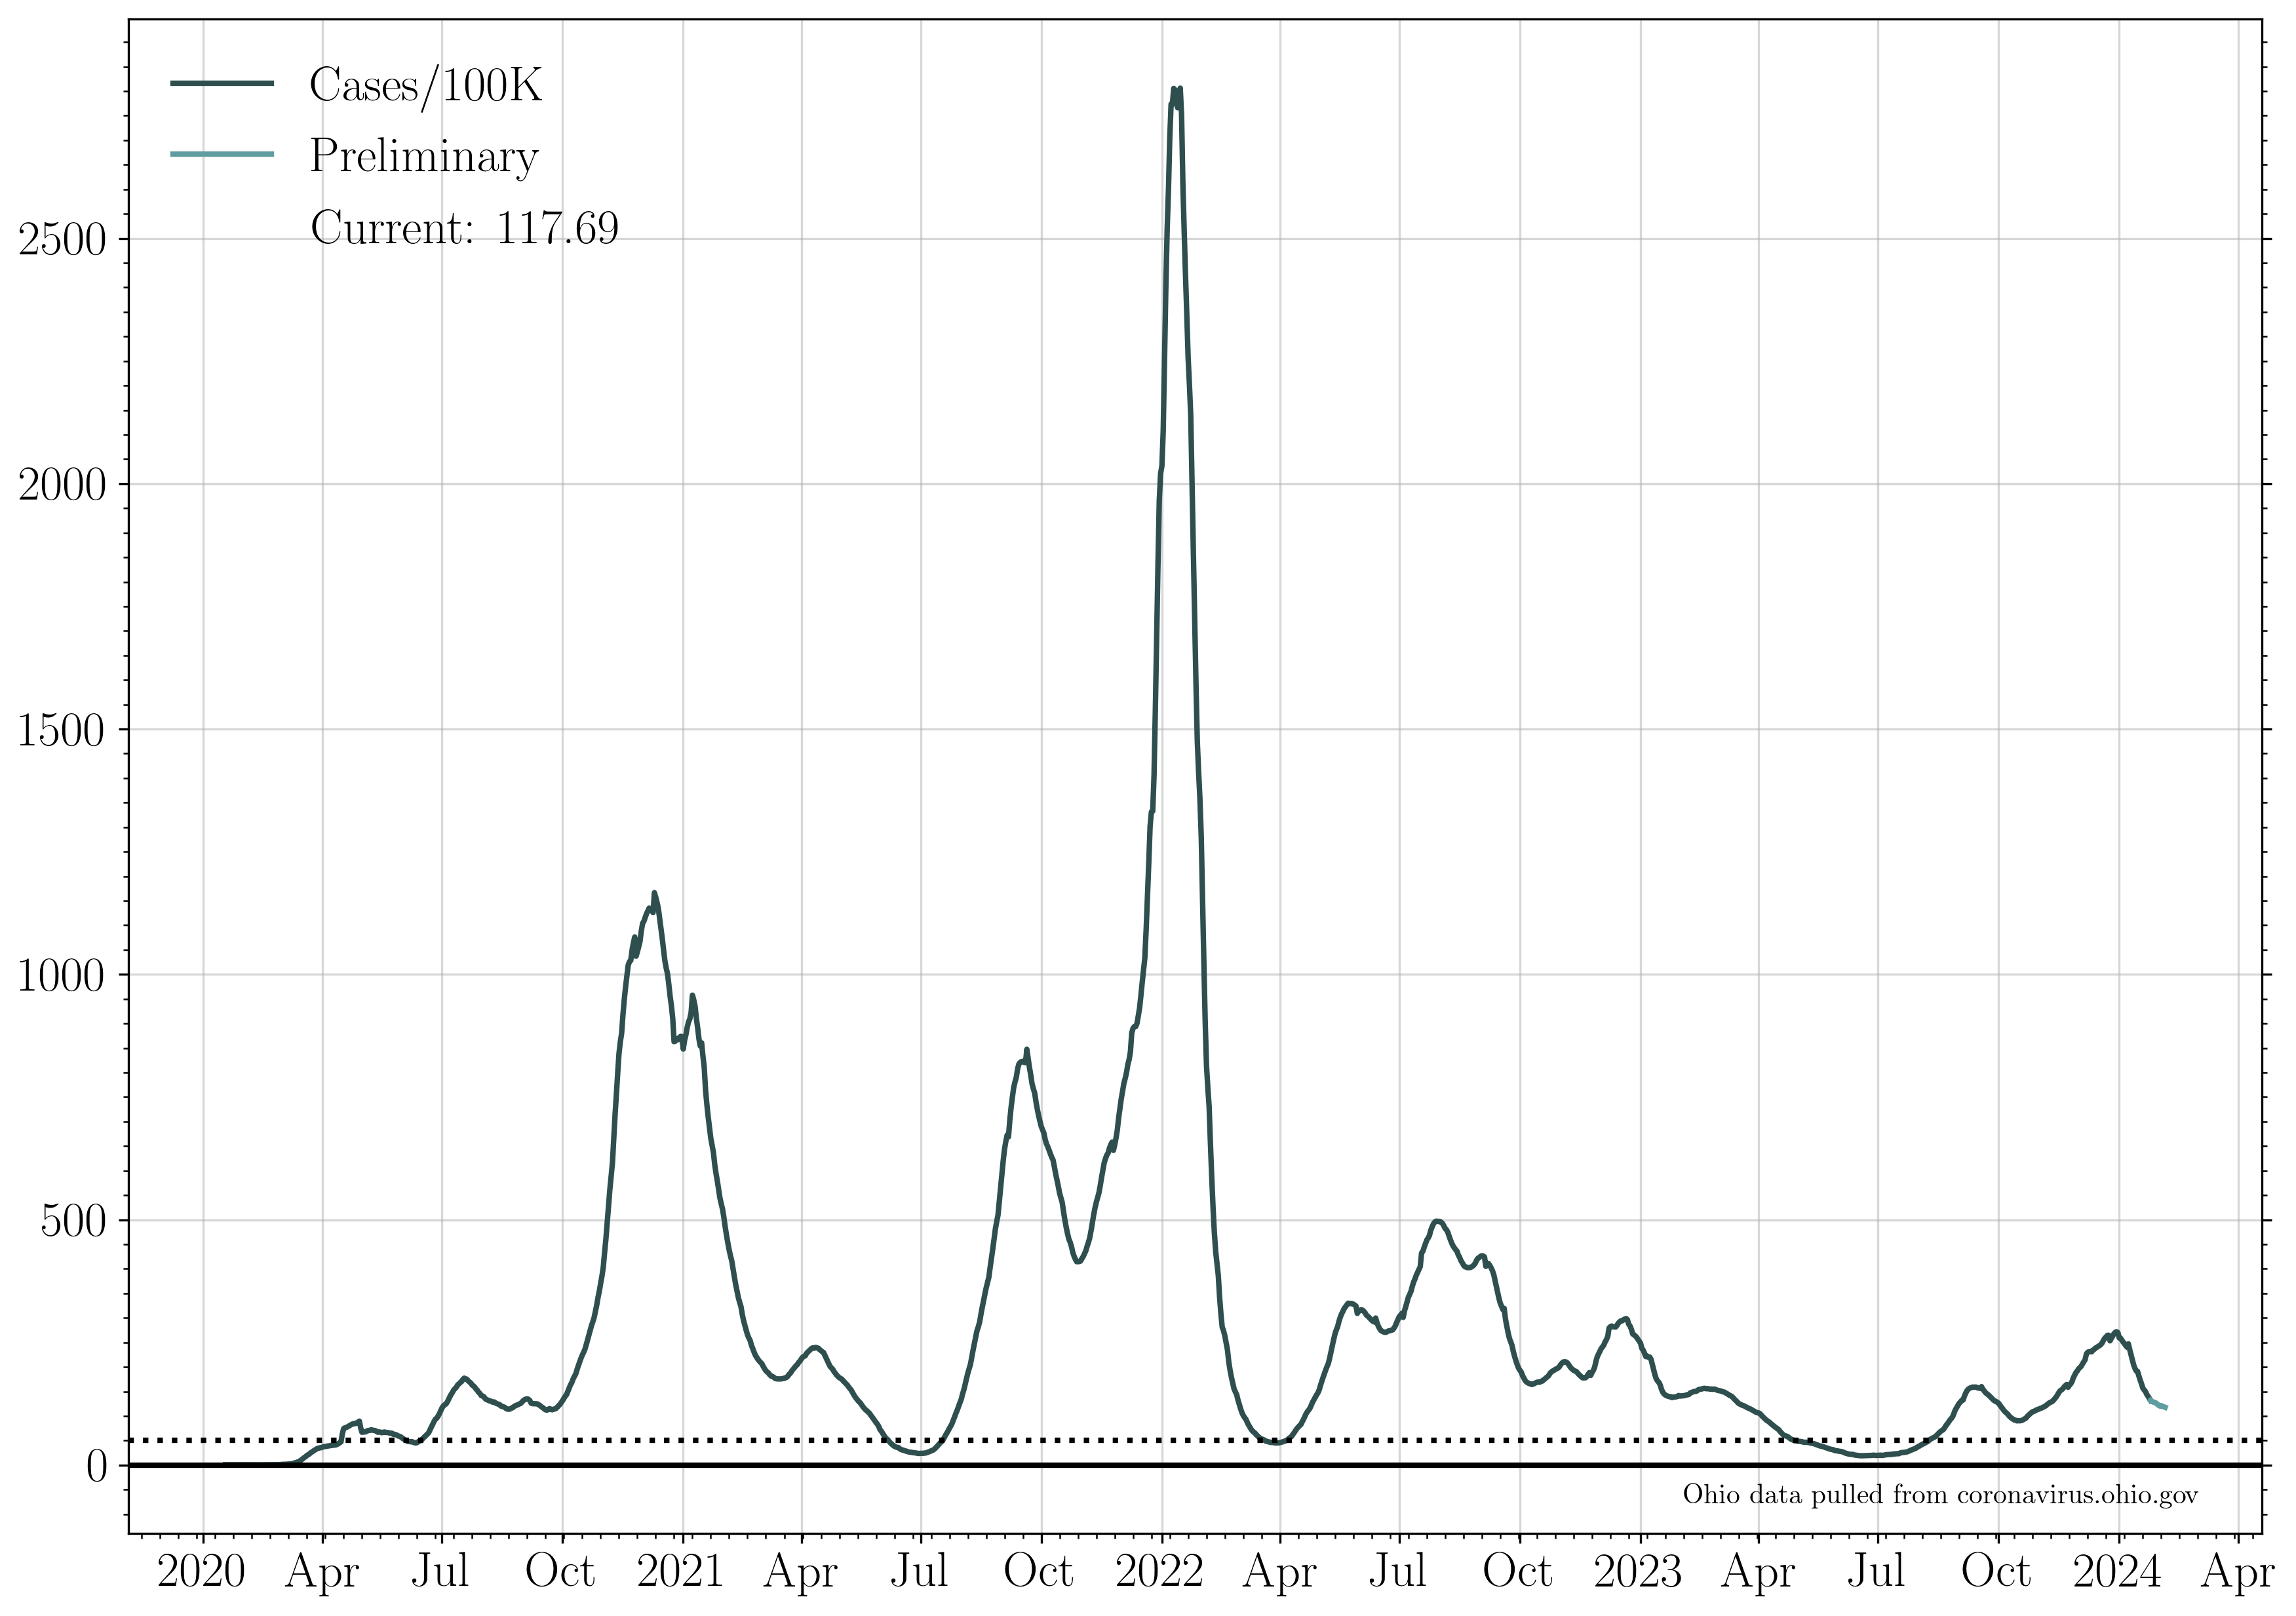 Cases/100K
Preliminary
Current: 117.69
2500
2000
1500
1000
500
0
Ohio data pulled from coronavirus.ohio.gov
2020 Apr Jul Oct 2021 Apr Jul Oct 2022 Apr Jul Oct 2023 Apr Jul Oct 2024 Apr